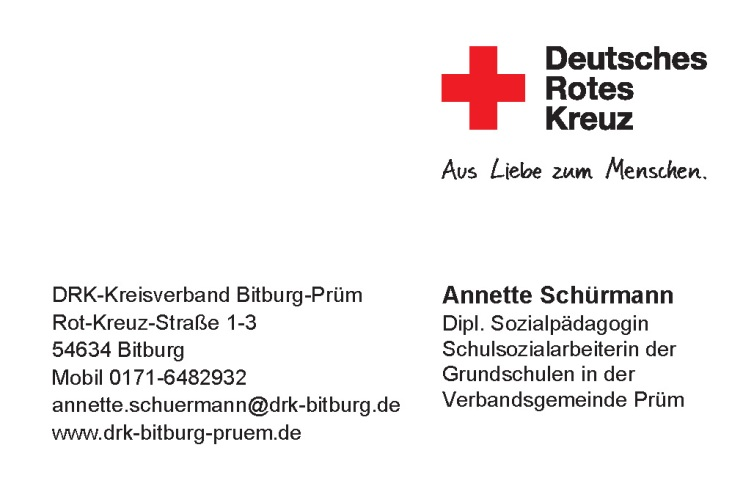 Deutsches
Rotes
Kreuz
Aus Liebe zum Menschen.
DRK-Kreisverband Bitburg-Prüm
Rot-Kreuz-Straße 1-3
54634 Bitburg
Mobil 0171-6482932
annette.schuermann@drk-bitburg.de
www.drk-bitburg-pruem.de
Annette Schürmann
Dipl. Sozialpädagogin
Schulsozialarbeiterin der
Grundschulen in der
Verbandsgemeinde Prüm